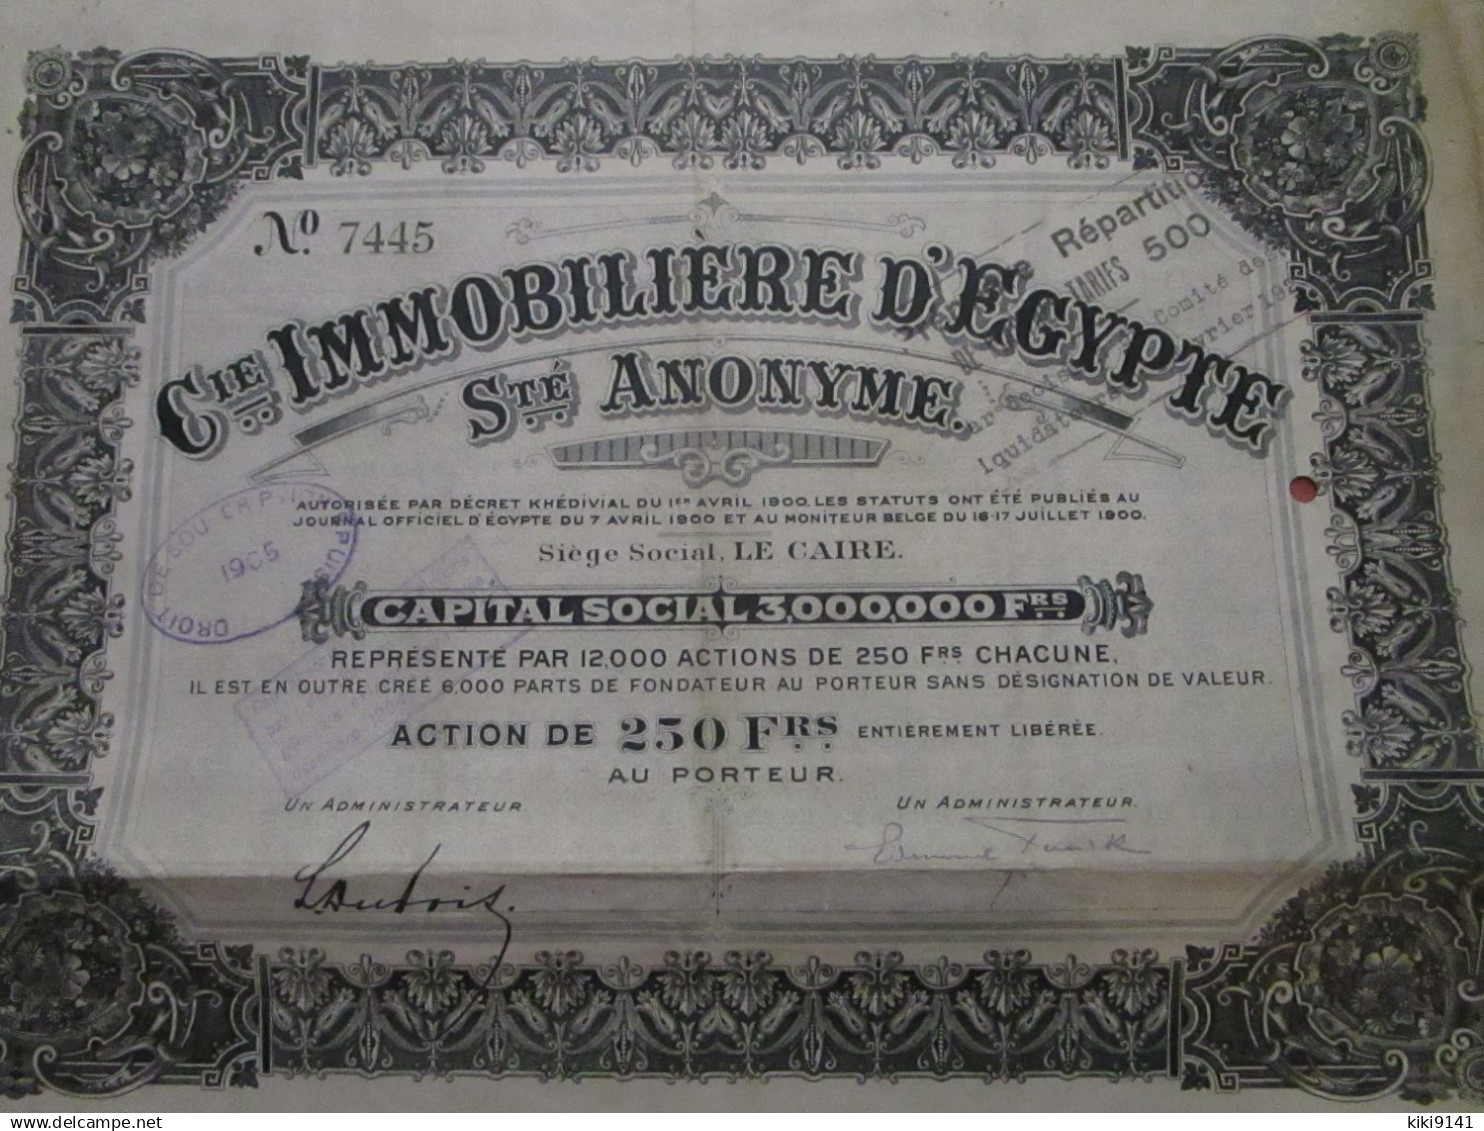 Nº 7445
Répartition
TARIFS 500
Comité
Cie IMMOBILIÈRE D'EGYPTE
Sté ANONYME.
AUTORISÉE PAR DÉCRET KHÉDIVIAL DU 1ER AVRIL 1900. LES STATUTS ONT ÉTÉ PUBLIÉS AU
JOURNAL OFFICIEL D'ÉGYPTE DU 7 AVRIL 1900 ET AU MONITEUR BELGE DU 16-17 JUILLET 1900.
Siège Social, LE CAIRE.
1905
CAPITAL SOCIAL 3,000,000 FRS
REPRÉSENTÉ PAR 12,000 ACTIONS DE 250 FRS CHACUNE.
IL EST EN OUTRE CRÉÉ 6,000 PARTS DE FONDATEUR AU PORTEUR SANS DÉSIGNATION DE VALEUR.
ACTION DE 250 FRS ENTIÈREMENT LIBÉRÉE.
AU PORTEUR.
UN ADMINISTRATEUR.
UN ADMINISTRATEUR.
kiki9141